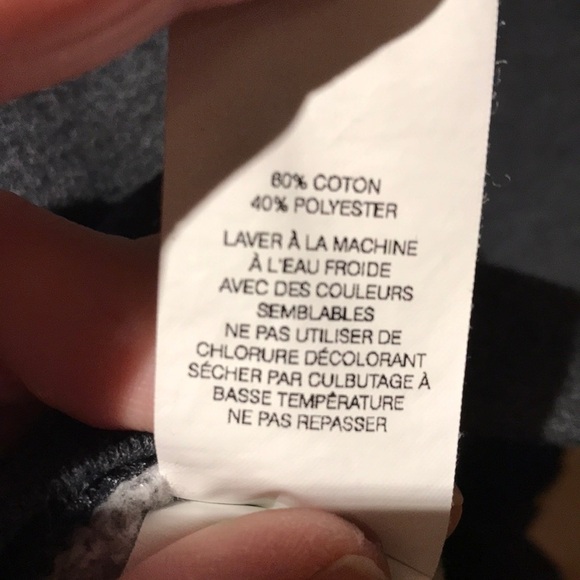 60% COTON
40% POLYESTER
LAVER À LA MACHINE
À L'EAU FROIDE
AVEC DES COULEURS
SEMBLABLES
NE PAS UTILISER DE
CHLORURE DÉCOLORANT
SÉCHER PAR CULBUTAGE À
BASSE TEMPÊRATURE
NE PAS REPASSER